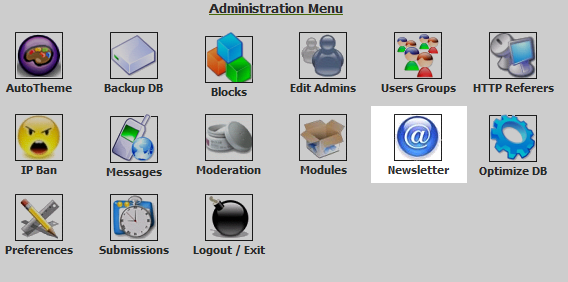 Administration Menu
AutoTheme
Backup DB
Blocks
Edit Admins
Users Groups
HTTP Referers
IP Ban
Messages
Moderation
Modules
@
Newsletter
Optimize DB
Preferences
Submissions
Logout / Exit